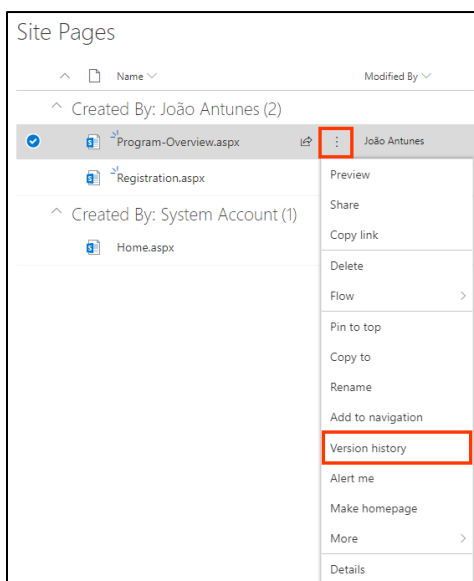 Site Pages
Name Modified By
Created By: João Antunes (2)
Program-Overview.aspx João Antunes
Registration.aspx
Created By: System Account (1)
Home.aspx
Preview
Share
Copy link
Delete
Flow
Pin to top
Copy to
Rename
Add to navigation
Version history
Alert me
Make homepage
More
Details